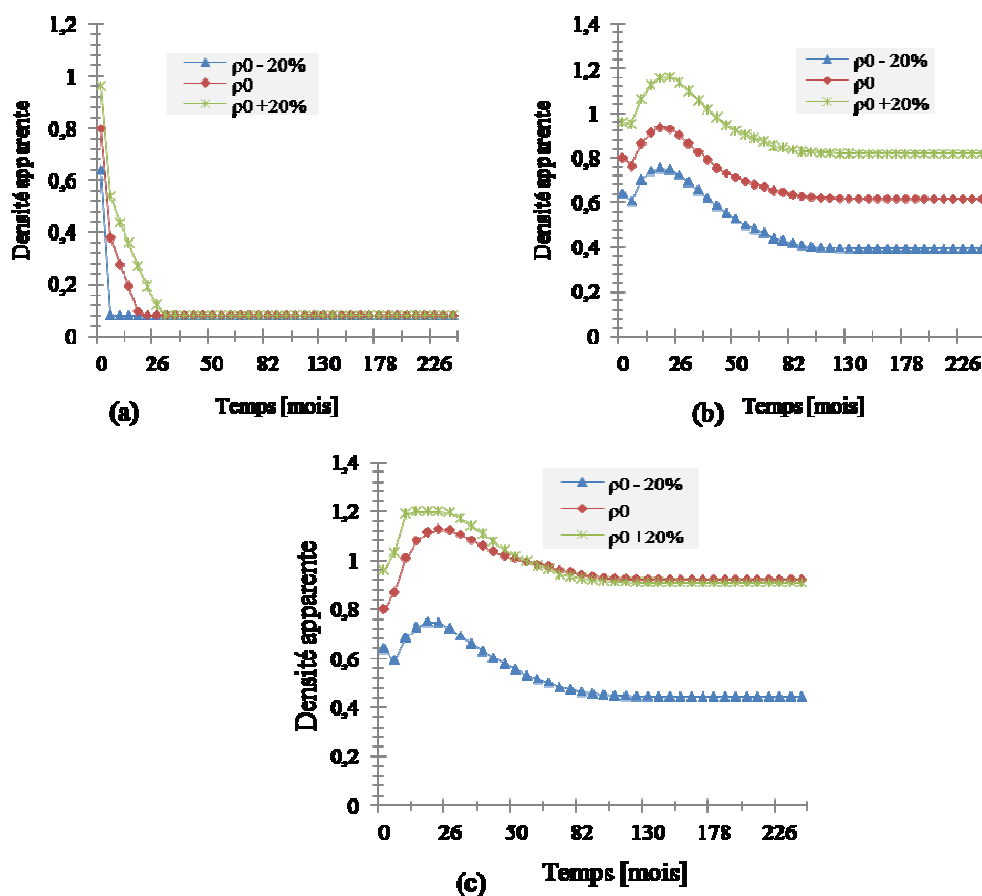 1,2
1
0,8
0,6
0,4
0,2
0
Densité apparente
ρ0 - 20%
ρ0
ρ0 +20%
0 26 50 82 130 178 226
(a)
Temps [mois]
1,4
1,2
1
0,8
0,6
0,4
0,2
0
Densité apparente
ρ0 - 20%
ρ0
ρ0 +20%
0 26 50 82 130 178 226
(b)
Temps [mois]
1,4
1,2
1
0,8
0,6
0,4
0,2
0
Densité apparente
ρ0 - 20%
ρ0
ρ0 +20%
0 26 50 82 130 178 226
(c)
Temps [mois]